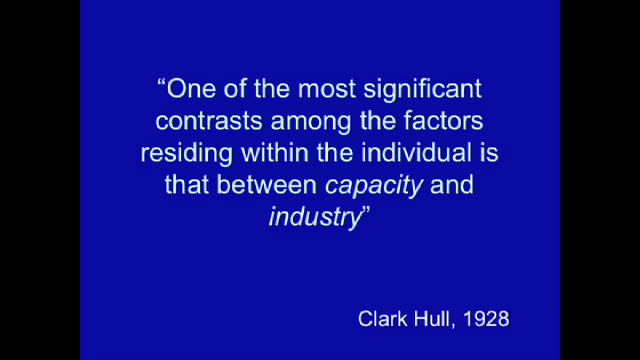 “One of the most significant
contrasts among the factors
residing within the individual is
that between capacity and
industry”
Clark Hull, 1928